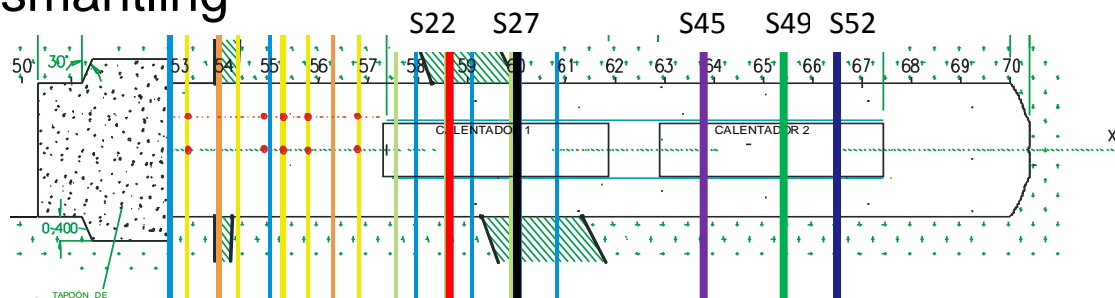 smantling
S22 S27 S45 S49 S52
50 30° 53 54 55 56 57 58 59 60 61 62 63 64 65 66 67 68 69 70
CALENTADOR 1 CALENTADOR 2
X
0-400
TAPOÓN DE